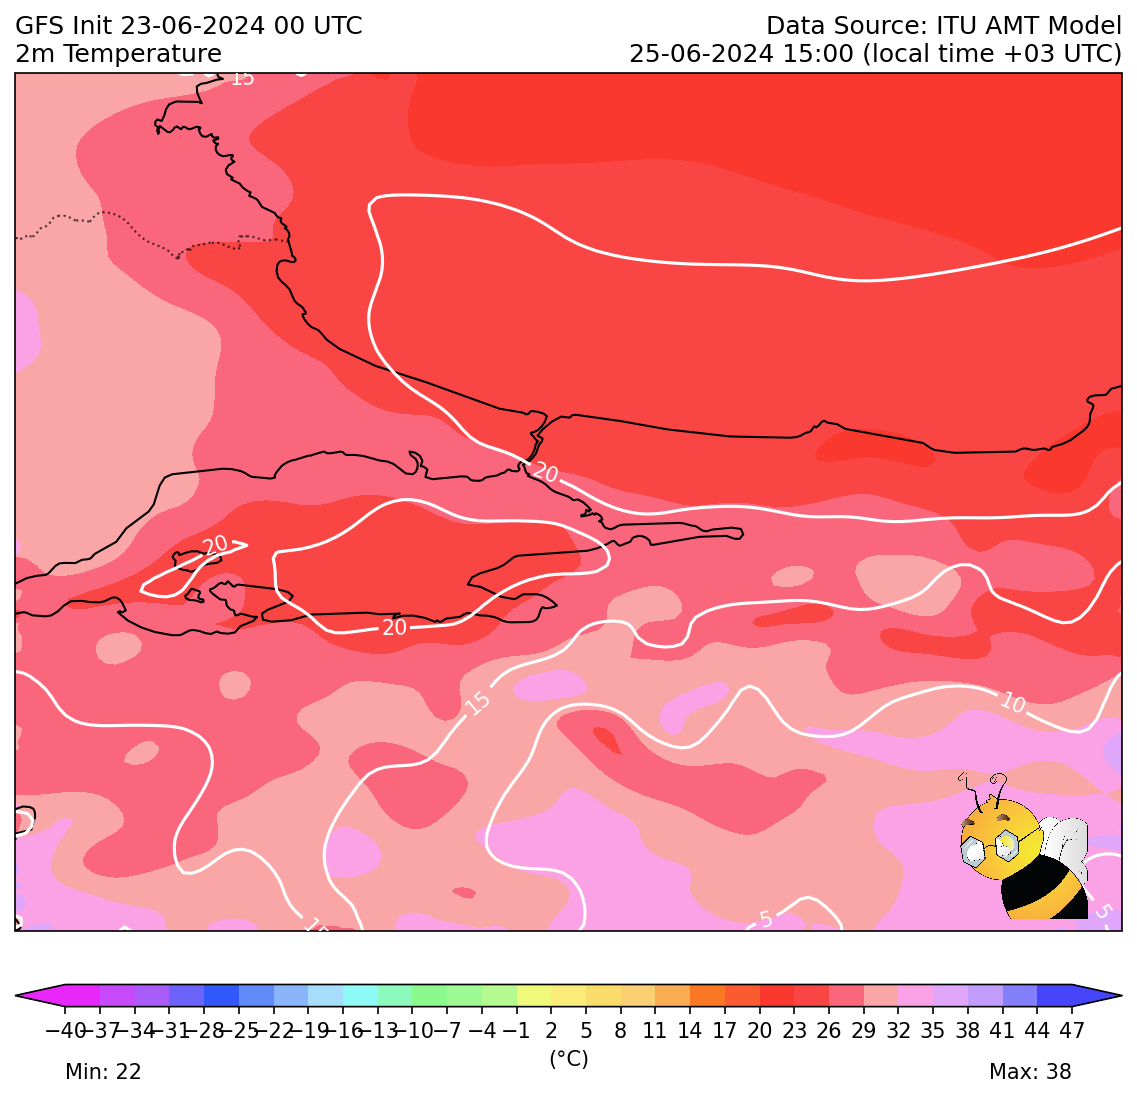 GFS Init 23-06-2024 00 UTC
Data Source: ITU AMT Model
2m Temperature
25-06-2024 15:00 (local time +03 UTC)
15
20
20
20
15
10
15
5
5
−40 −37 −34 −31 −28 −25 −22 −19 −16 −13 −10 −7 −4 −1 2 5 8 11 14 17 20 23 26 29 32 35 38 41 44 47
(°C)
Min: 22
Max: 38